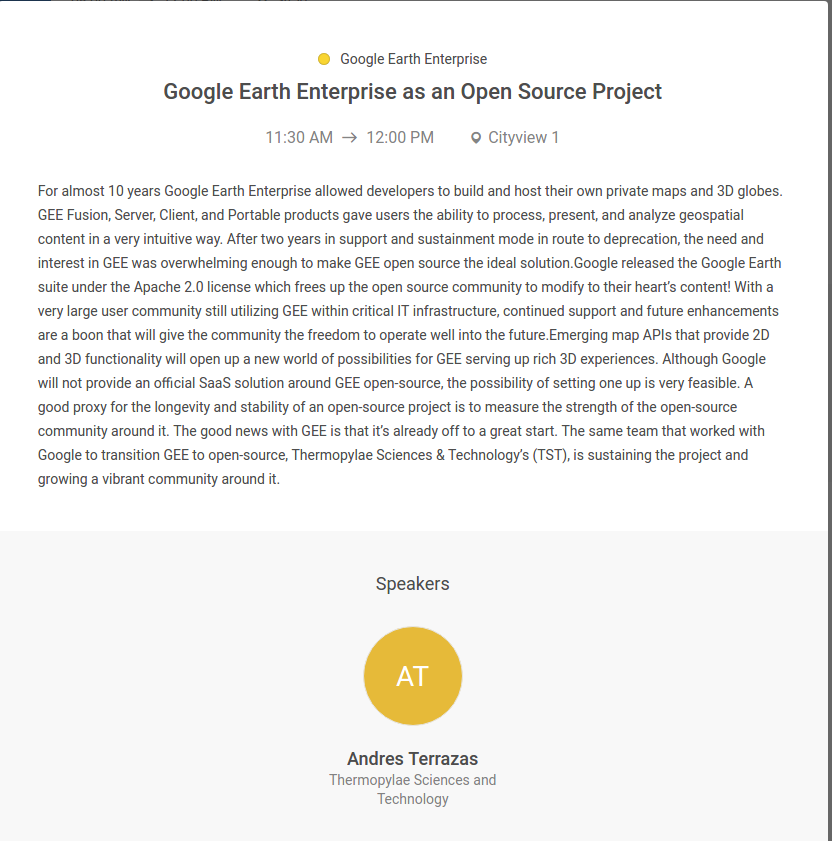 Google Earth Enterprise
Google Earth Enterprise as an Open Source Project
11:30 AM → 12:00 PM Cityview 1
For almost 10 years Google Earth Enterprise allowed developers to build and host their own private maps and 3D globes.
GEE Fusion, Server, Client, and Portable products gave users the ability to process, present, and analyze geospatial
content in a very intuitive way. After two years in support and sustainment mode in route to deprecation, the need and
interest in GEE was overwhelming enough to make GEE open source the ideal solution.Google released the Google Earth
suite under the Apache 2.0 license which frees up the open source community to modify to their heart’s content! With a
very large user community still utilizing GEE within critical IT infrastructure, continued support and future enhancements
are a boon that will give the community the freedom to operate well into the future.Emerging map APIs that provide 2D
and 3D functionality will open up a new world of possibilities for GEE serving up rich 3D experiences. Although Google
will not provide an official SaaS solution around GEE open-source, the possibility of setting one up is very feasible. A
good proxy for the longevity and stability of an open-source project is to measure the strength of the open-source
community around it. The good news with GEE is that it’s already off to a great start. The same team that worked with
Google to transition GEE to open-source, Thermopylae Sciences & Technology’s (TST), is sustaining the project and
growing a vibrant community around it.
Speakers
AT
Andres Terrazas
Thermopylae Sciences and
Technology